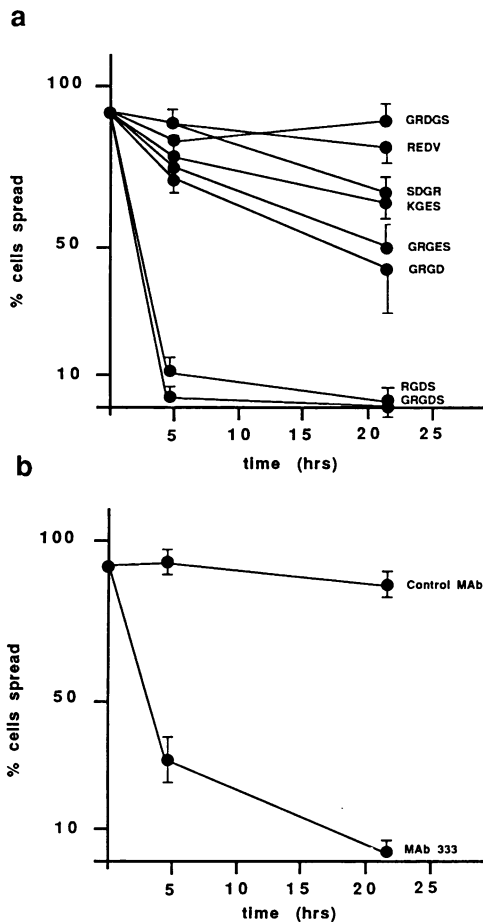 a
100
50
10
% cells spread
GRDGS
REDV
SDGR
KGES
GRGES
GRGD
RGDS
GRGDS
5 10 15 20 25
time (hrs)
b
100
50
10
% cells spread
Control MAb
MAb 333
5 10 15 20 25
time (hrs)